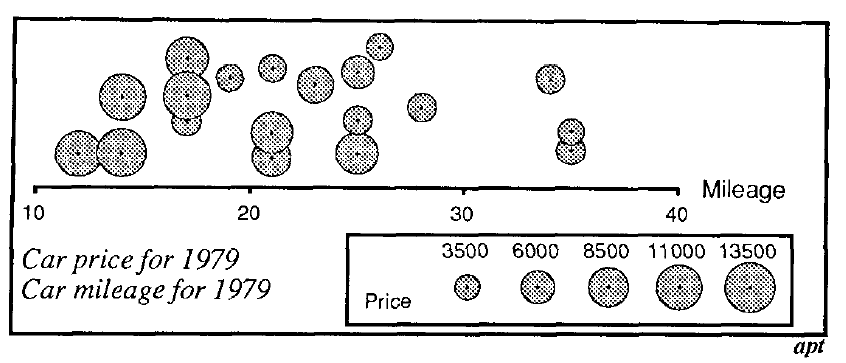 Mileage
10 20 30 40
Car price for 1979
Car mileage for 1979
3500 6000 8500 11000 13500
Price
apt